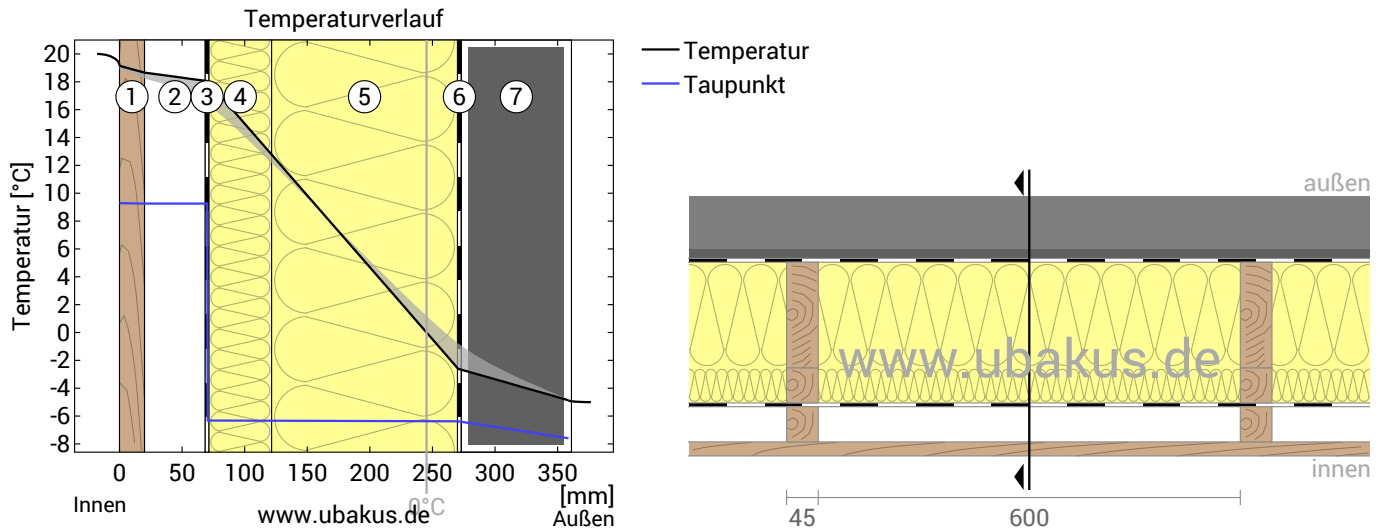 Temperaturverlauf
Temperatur [°C]
20
18
16
14
12
10
8
6
4
2
0
-2
-4
-6
-8
1
2
3
4
5
6
7
0
50
100
150
200
250
300
350
[mm]
Innen
0°C
Außen
www.ubakus.de
Temperatur
Taupunkt
außen
www.ubakus.de
innen
45
600